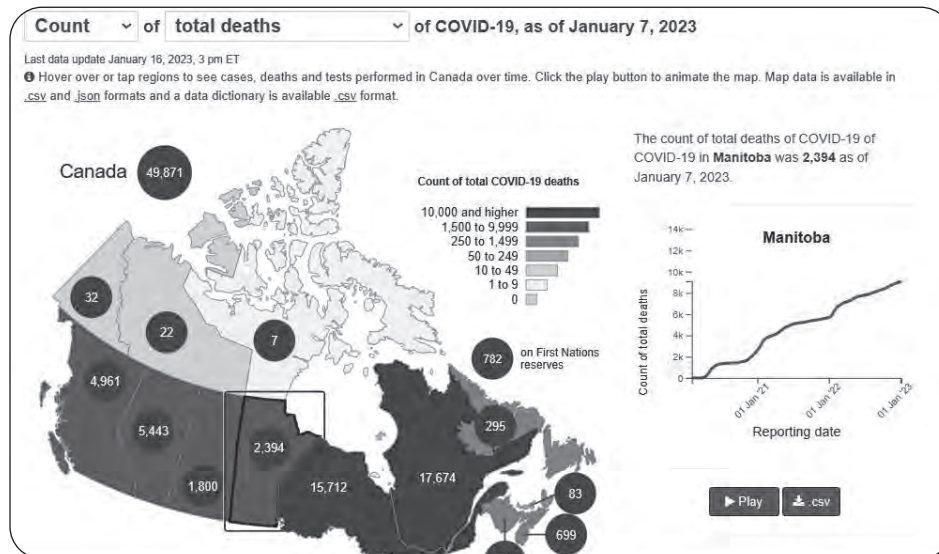 Count of total deaths of COVID-19, as of January 7, 2023
Last data update January 16, 2023, 3 pm ET
Hover over or tap regions to see cases, deaths and tests performed in Canada over time. Click the play button to animate the map. Map data is available in
.csv and .json formats and a data dictionary is available .csv format.
Canada 49,871
The count of total deaths of COVID-19 of
COVID-19 in Manitoba was 2,394 as of
January 7, 2023.
Count of total COVID-19 deaths
10,000 and higher
1,500 to 9,999
250 to 1,499
50 to 249
10 to 49
1 to 9
0
32
22
7
782 on First Nations
reserves
4,961
5,443
1,800
2,394
15,712
17,674
295
83
699
Manitoba
Count of total deaths
14k
12k
10k
8k
6k
4k
2k
0
01 Jan '21
01 Jan '22
01 Jan '23
Reporting date
Play
.csv